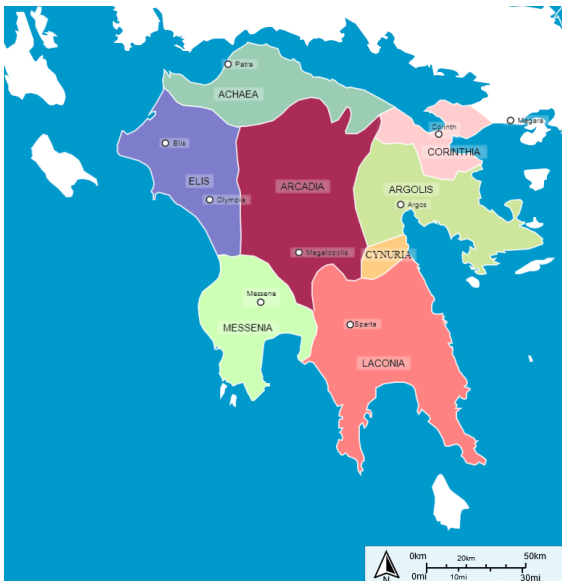 Patra
ACHAEA
Megara
Corinth
Elis
CORINTHIA
ELIS
ARCADIA
ARGOLIS
Olympia
Argos
Megalopolis
CYNURIA
Messene
MESSENIA
Sparta
LACONIA
0km 20km 50km
0mi 10mi 30mi
N